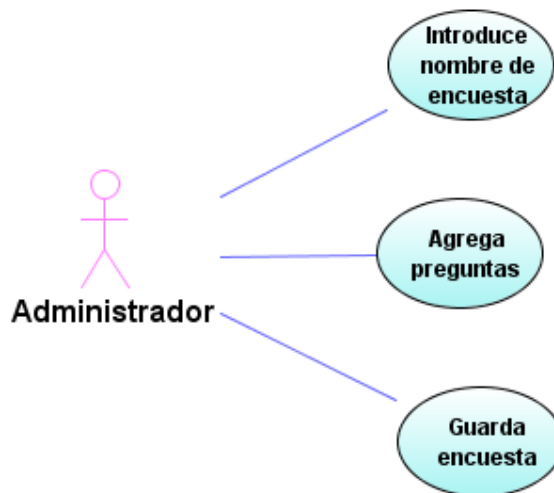 Introduce
nombre de
encuesta
Agrega
preguntas
Administrador
Guarda
encuesta